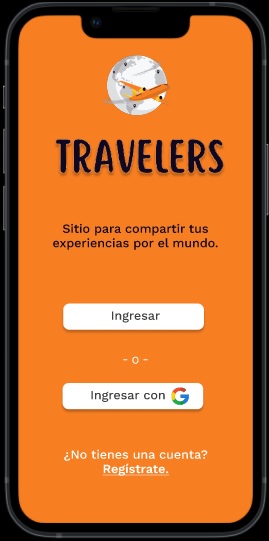 TRAVELERS
Sitio para compartir tus
experiencias por el mundo.
Ingresar
- o -
Ingresar con
¿No tienes una cuenta?
Regístrate.